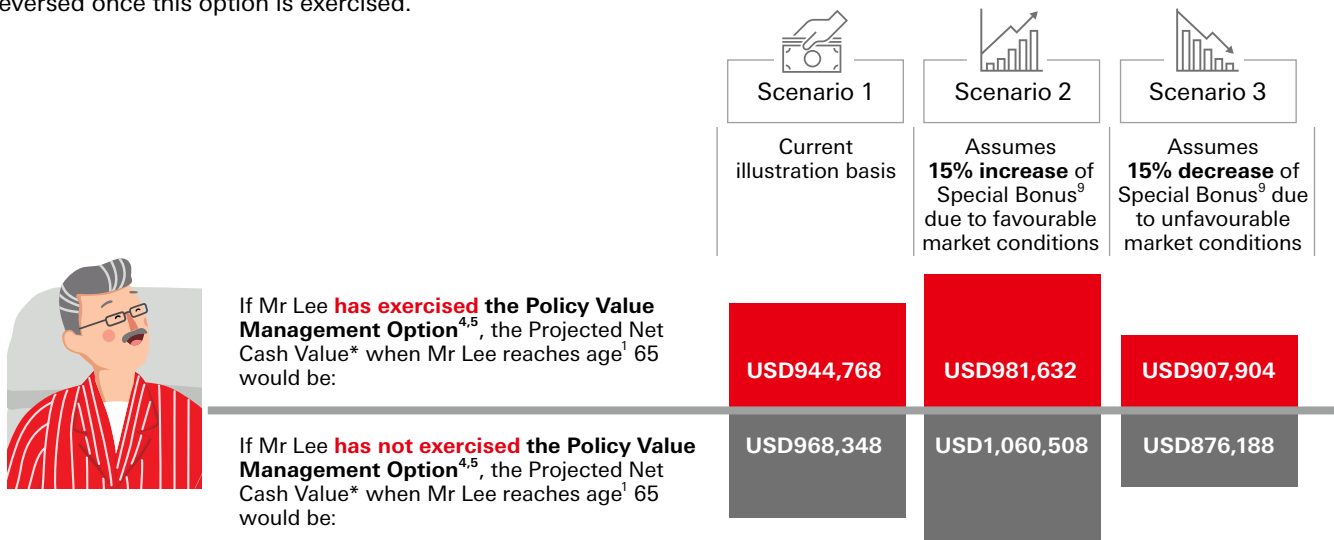 eversed once this option is exercised.
Scenario 1
Scenario 2
Scenario 3
Current
illustration basis
Assumes
15% increase of
Special Bonus9
due to favourable
market conditions
Assumes
15% decrease of
Special Bonus9 due
to unfavourable
market conditions
If Mr Lee has exercised the Policy Value
Management Option4,5, the Projected Net
Cash Value* when Mr Lee reaches age1 65
would be:
USD944,768
USD981,632
USD907,904
If Mr Lee has not exercised the Policy Value
Management Option4,5, the Projected Net
Cash Value* when Mr Lee reaches age1 65
would be:
USD968,348
USD1,060,508
USD876,188